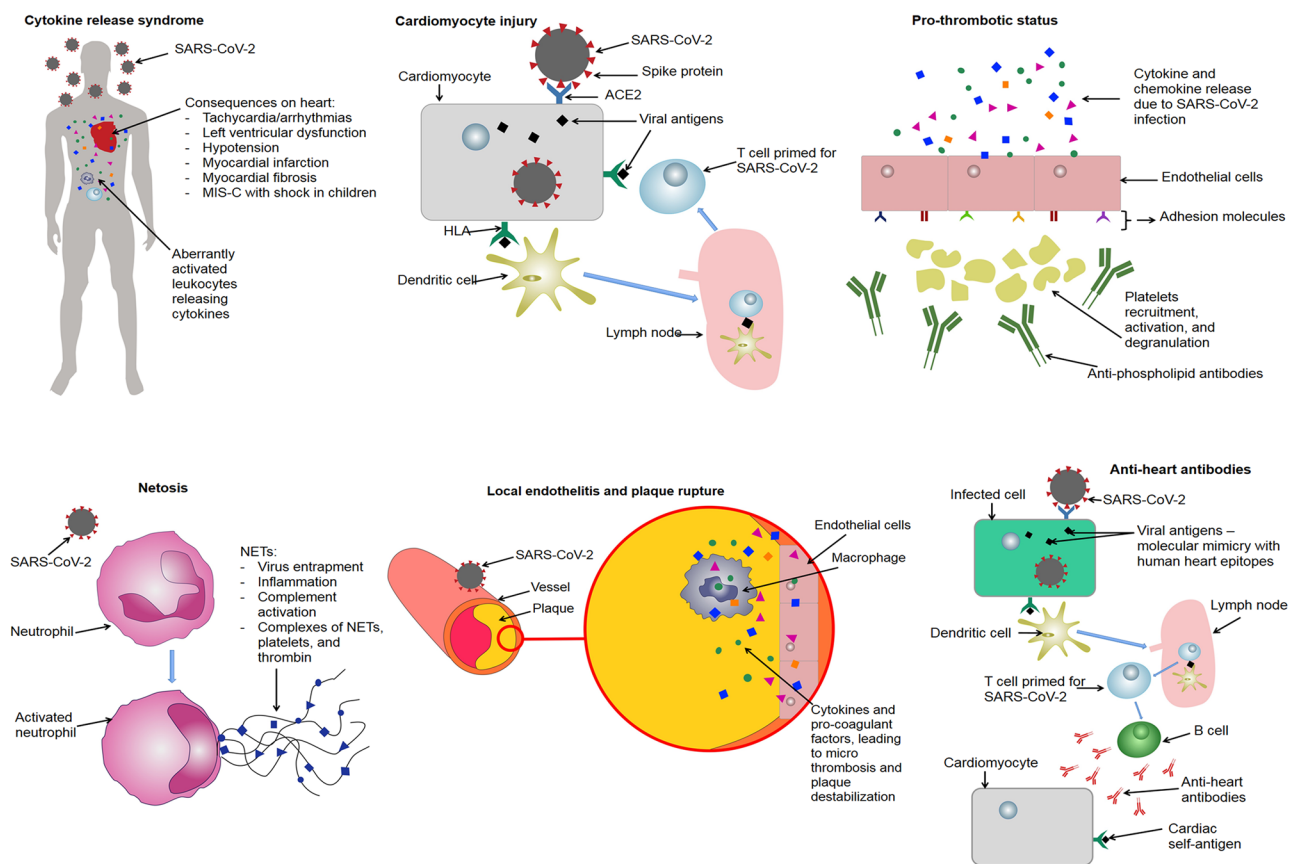 Cytokine release syndrome
SARS-CoV-2
Consequences on heart:
- Tachycardia/arrhythmias
- Left ventricular dysfunction
- Hypotension
- Myocardial infarction
- Myocardial fibrosis
- MIS-C with shock in children
Aberrantly
activated
leukocytes
releasing
cytokines
Cardiomyocyte injury
SARS-CoV-2
Spike protein
Cardiomyocyte
ACE2
Viral antigens
T cell primed for
SARS-CoV-2
HLA
Dendritic cell
Lymph node
Pro-thrombotic status
Cytokine and
chemokine release
due to SARS-CoV-2
infection
Endothelial cells
Adhesion molecules
Platelets
recruitment,
activation, and
degranulation
Anti-phospholipid antibodies
Netosis
SARS-CoV-2
Neutrophil
NETs:
- Virus entrapment
- Inflammation
- Complement
activation
- Complexes of NETs,
platelets, and
thrombin
Activated
neutrophil
Local endothelitis and plaque rupture
SARS-CoV-2
Vessel
Plaque
Endothelial cells
Macrophage
Cytokines and
pro-coagulant
factors, leading
to micro
thrombosis and
plaque
destabilization
Anti-heart antibodies
Infected cell
SARS-CoV-2
Viral antigens –
molecular mimicry with
human heart epitopes
Lymph node
Dendritic cell
T cell primed for
SARS-CoV-2
B cell
Cardiomyocyte
Anti-heart
antibodies
Cardiac
self-antigen